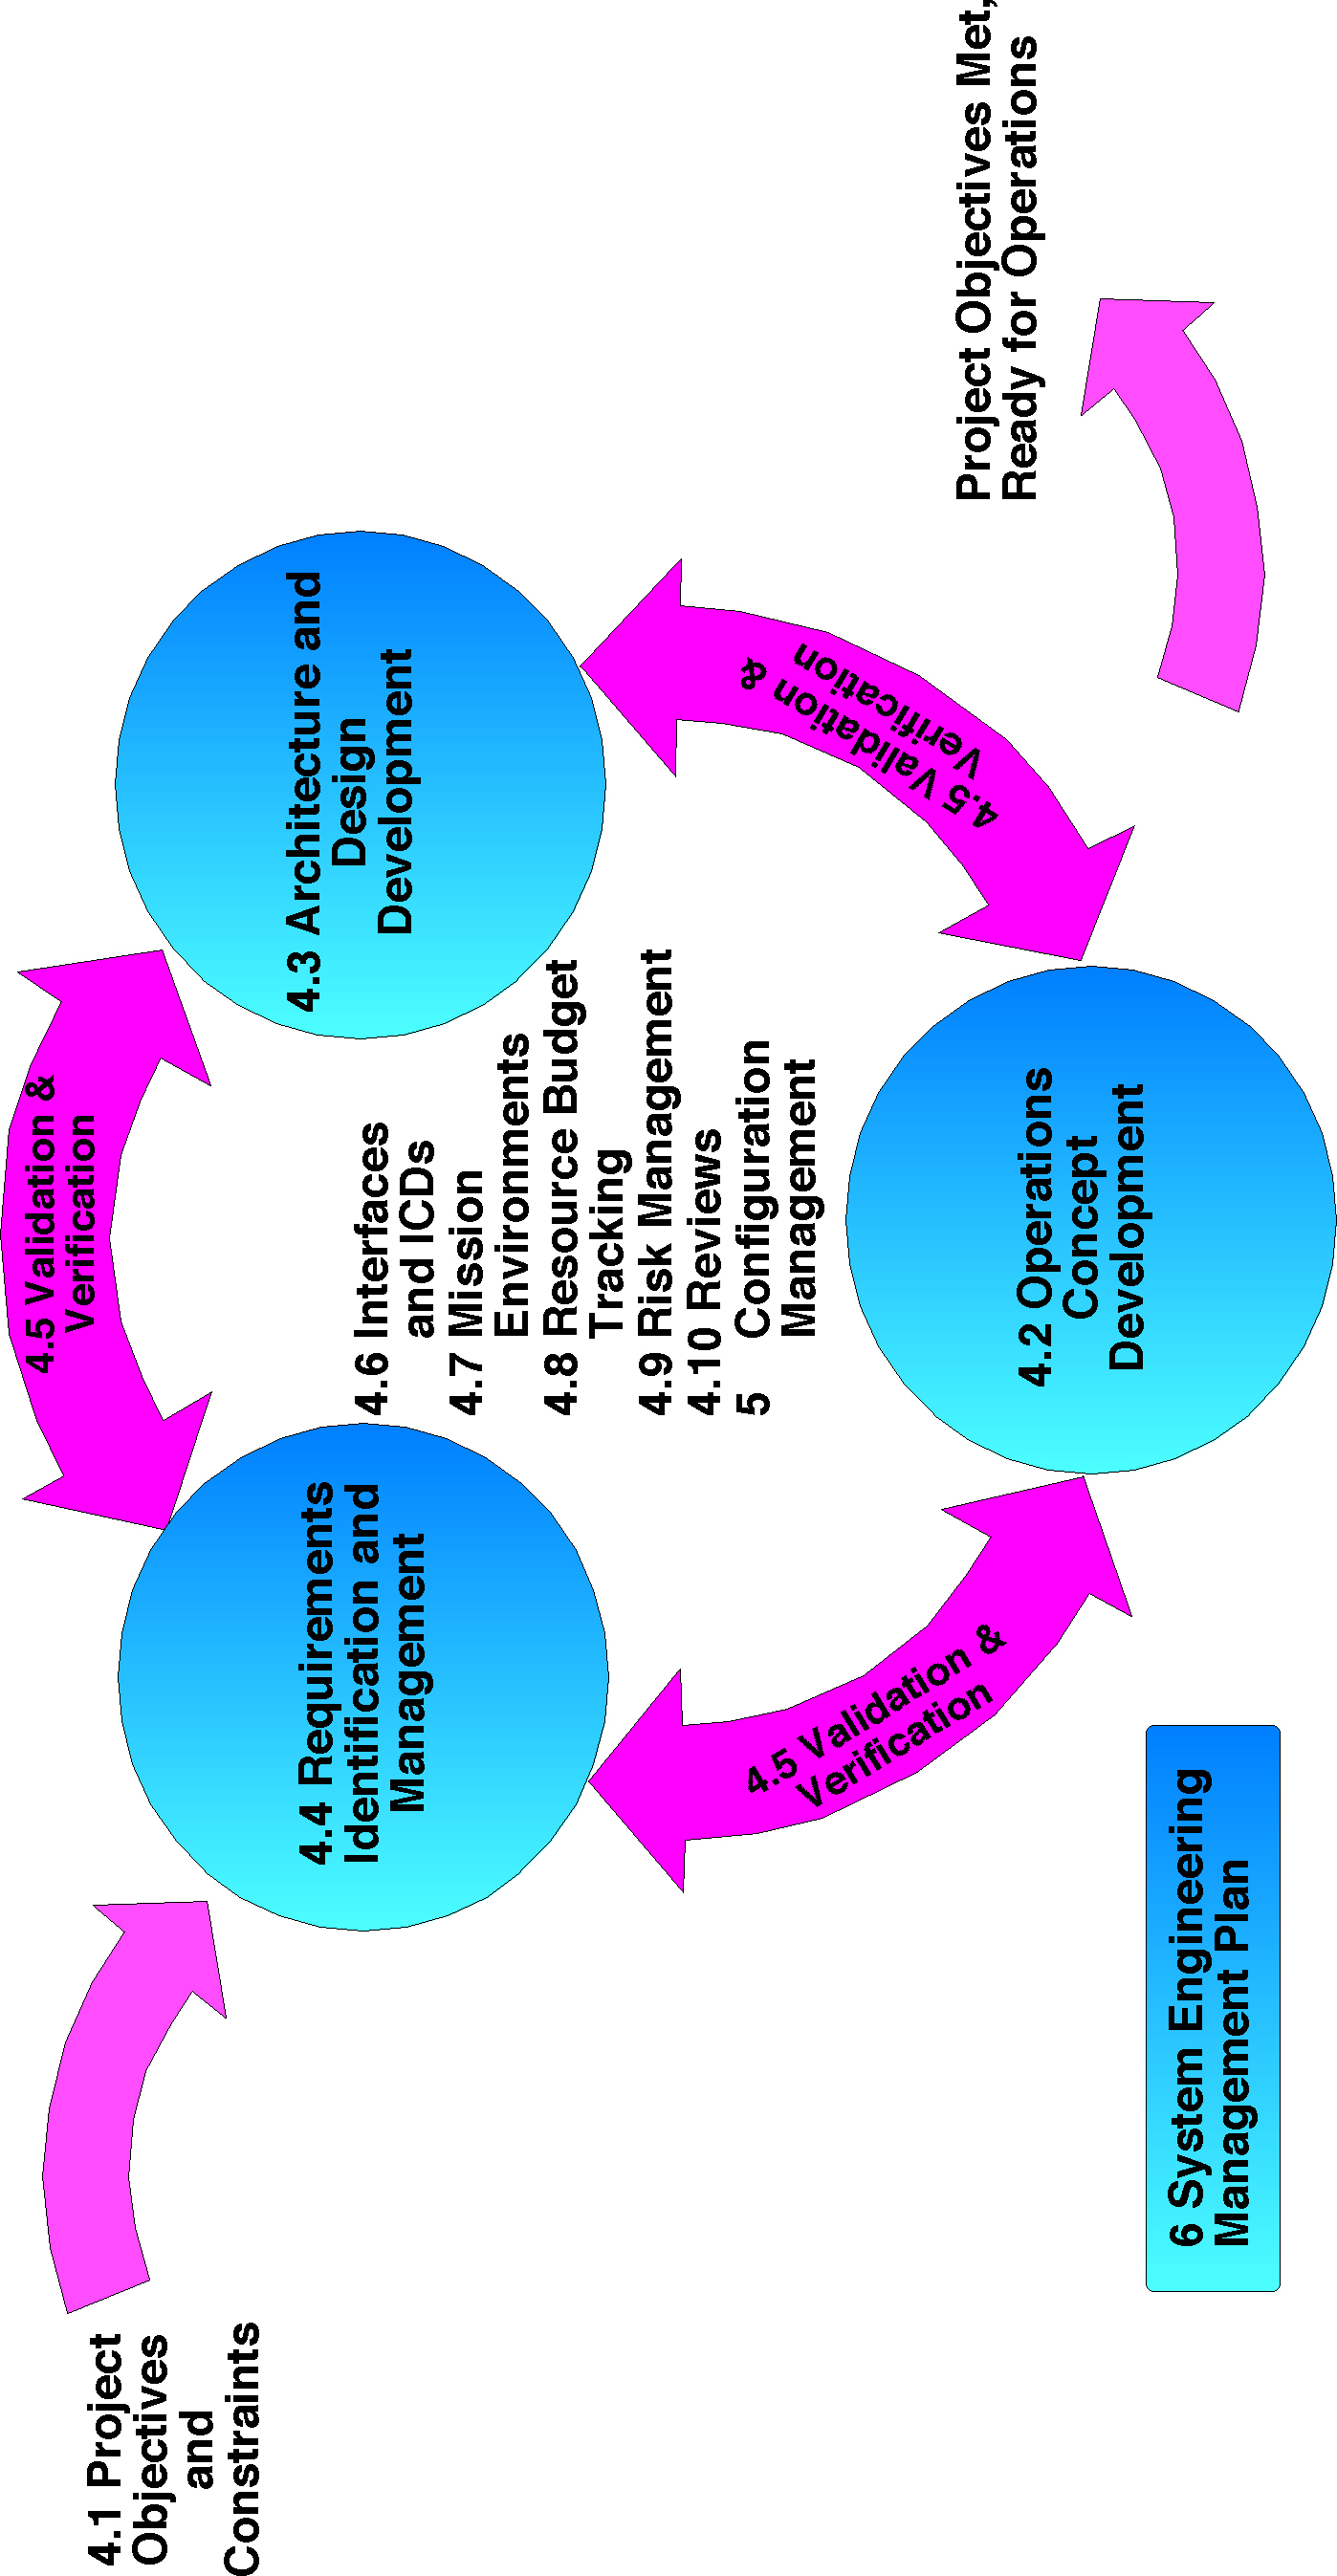 4.1 Project
Objectives
and
Constraints
4.5 Validation &
Verification
4.4 Requirements
Identification and
Management
4.3 Architecture and
Design
Development
4.6 Interfaces
and ICDs
4.7 Mission
Environments
4.8 Resource Budget
Tracking
4.9 Risk Management
4.10 Reviews
5 Configuration
Management
4.5 Validation &
Verification
4.5 Validation &
Verification
4.2 Operations
Concept
Development
6 System Engineering
Management Plan
Project Objectives Met,
Ready for Operations